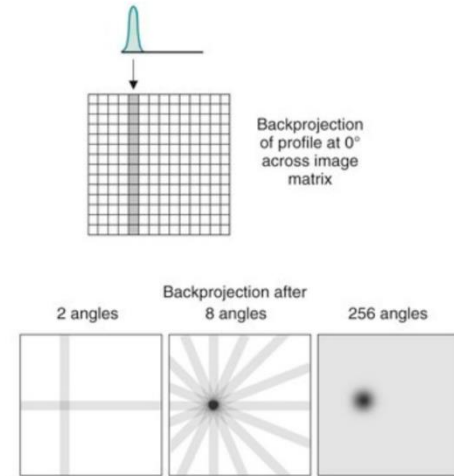 Backprojection
of profile at 0°
across image
matrix
Backprojection after
2 angles
8 angles
256 angles